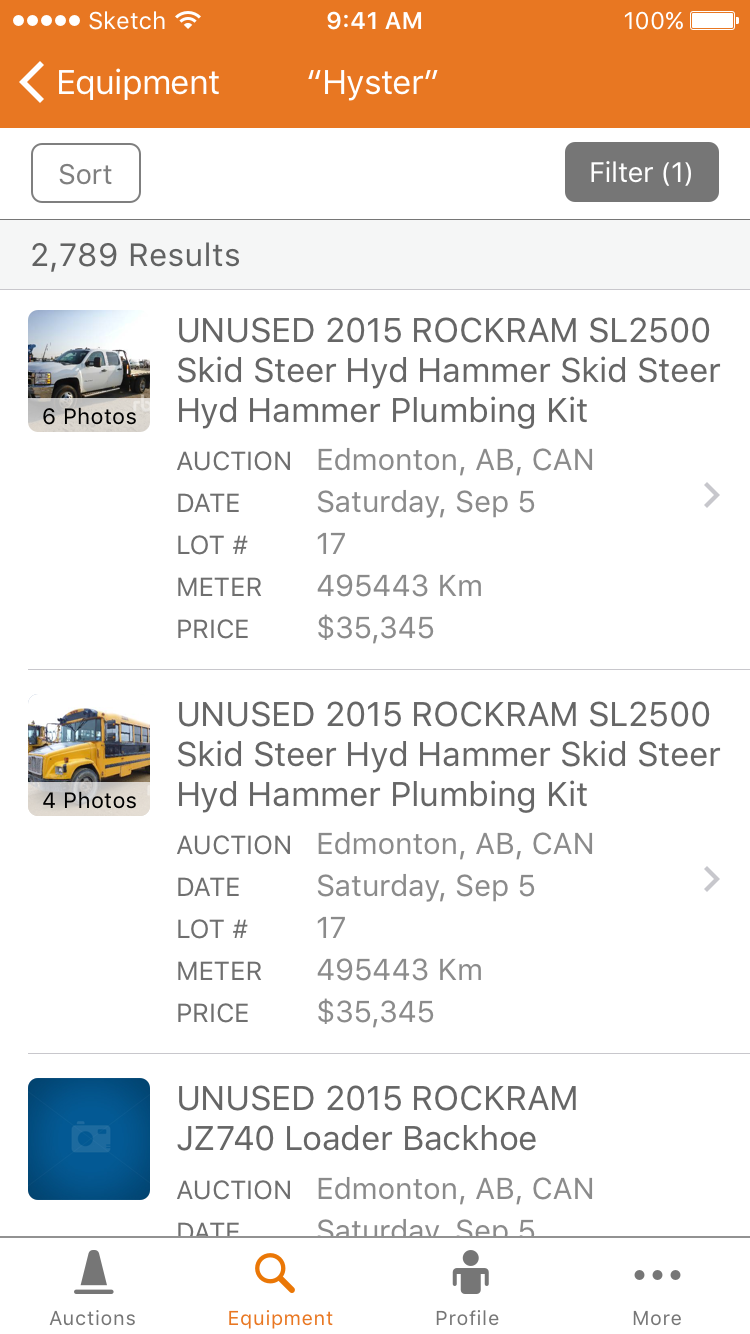 Sketch 9:41 AM 100%
Equipment “Hyster”
Sort Filter (1)
2,789 Results
UNUSED 2015 ROCKRAM SL2500
Skid Steer Hyd Hammer Skid Steer
Hyd Hammer Plumbing Kit
6 Photos
AUCTION Edmonton, AB, CAN
DATE Saturday, Sep 5
LOT # 17
METER 495443 Km
PRICE $35,345
UNUSED 2015 ROCKRAM SL2500
Skid Steer Hyd Hammer Skid Steer
Hyd Hammer Plumbing Kit
4 Photos
AUCTION Edmonton, AB, CAN
DATE Saturday, Sep 5
LOT # 17
METER 495443 Km
PRICE $35,345
UNUSED 2015 ROCKRAM
JZ740 Loader Backhoe
AUCTION Edmonton, AB, CAN
DATE Saturday, Sep 5
Auctions Equipment Profile More